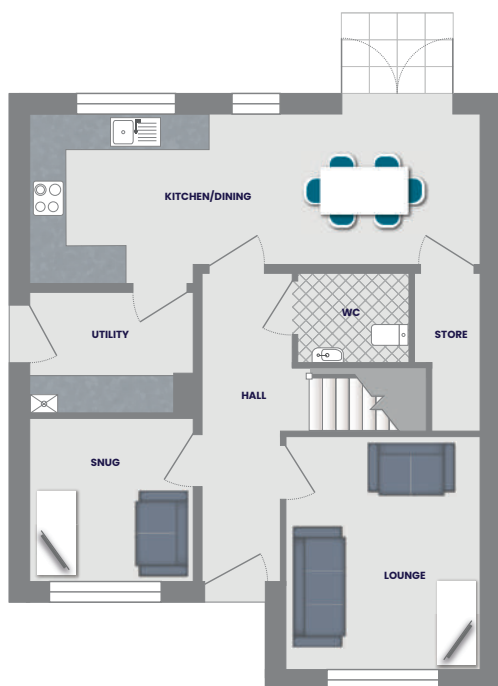 KITCHEN/DINING
WC
UTILITY
STORE
HALL
SNUG
LOUNGE